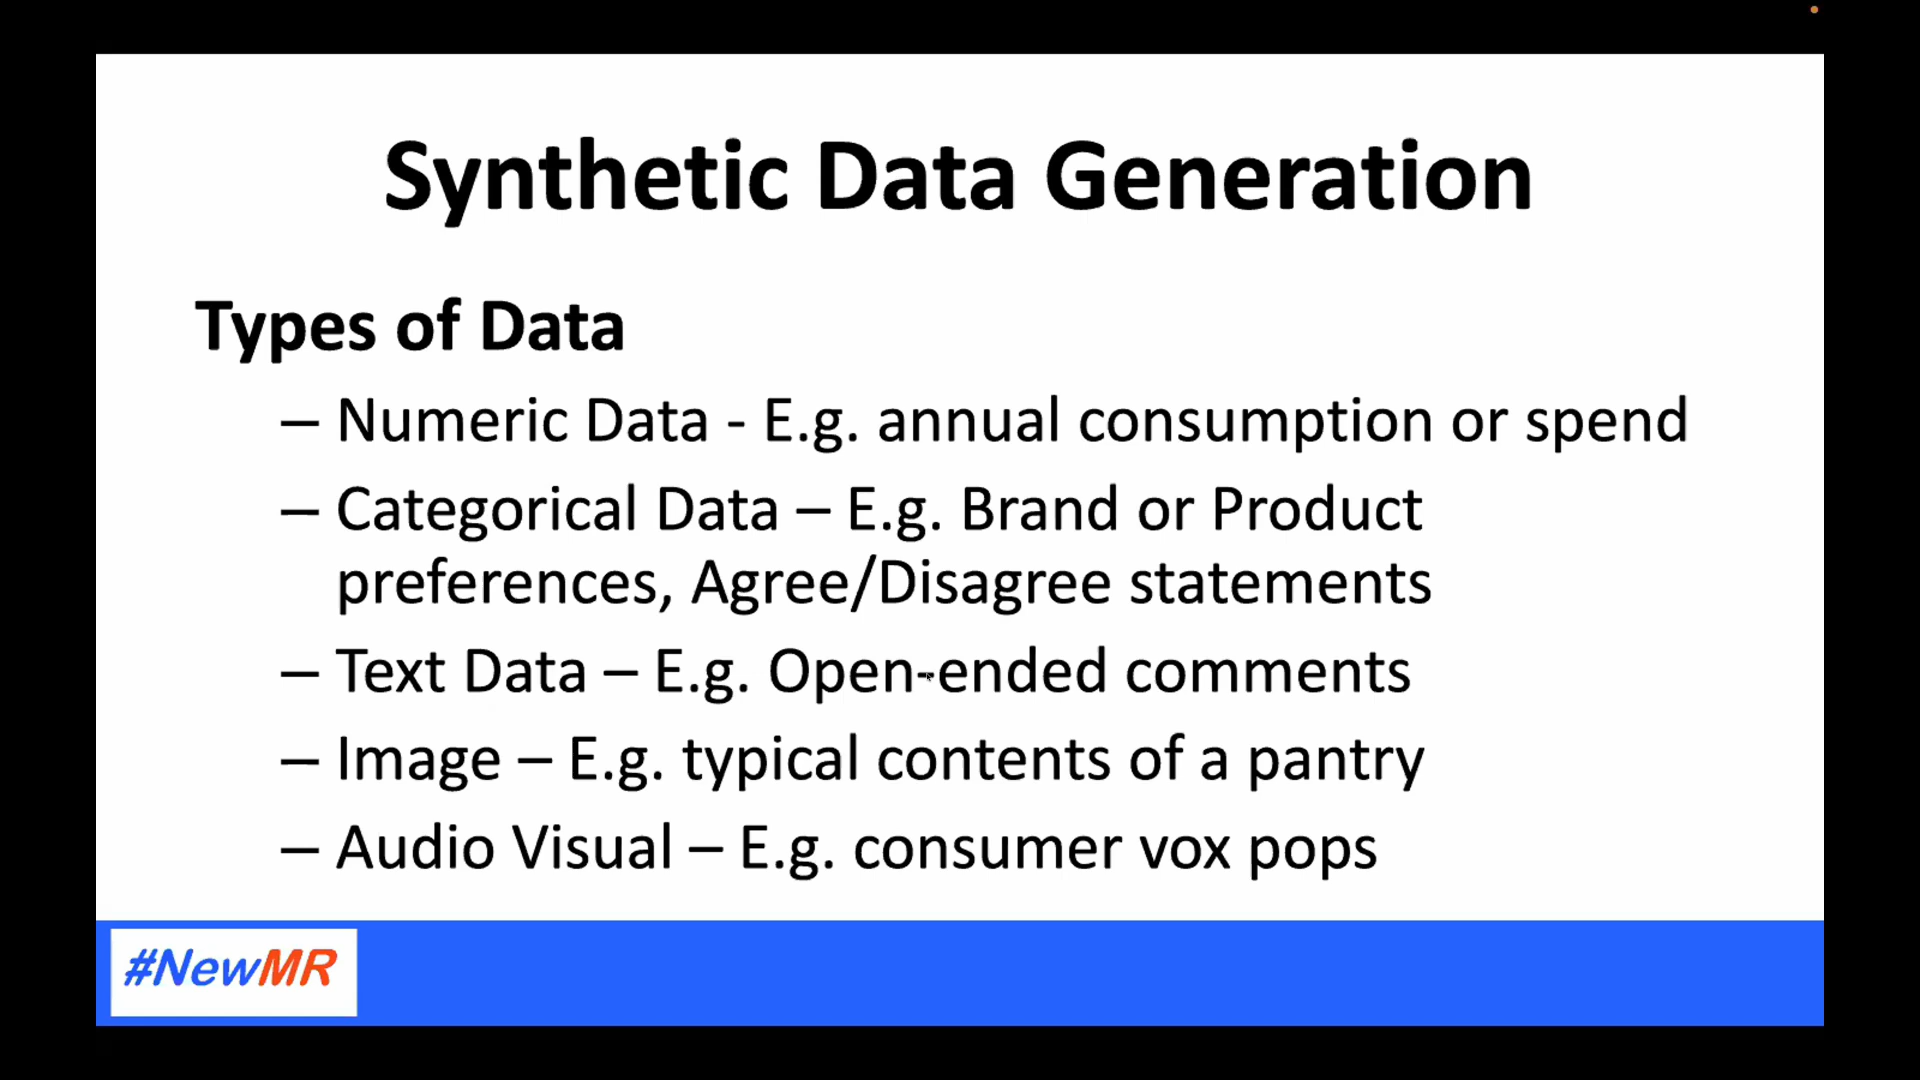 Synthetic Data Generation
Types of Data
– Numeric Data - E.g. annual consumption or spend
– Categorical Data – E.g. Brand or Product
preferences, Agree/Disagree statements
– Text Data – E.g. Open-ended comments
– Image – E.g. typical contents of a pantry
– Audio Visual – E.g. consumer vox pops
#NewMR